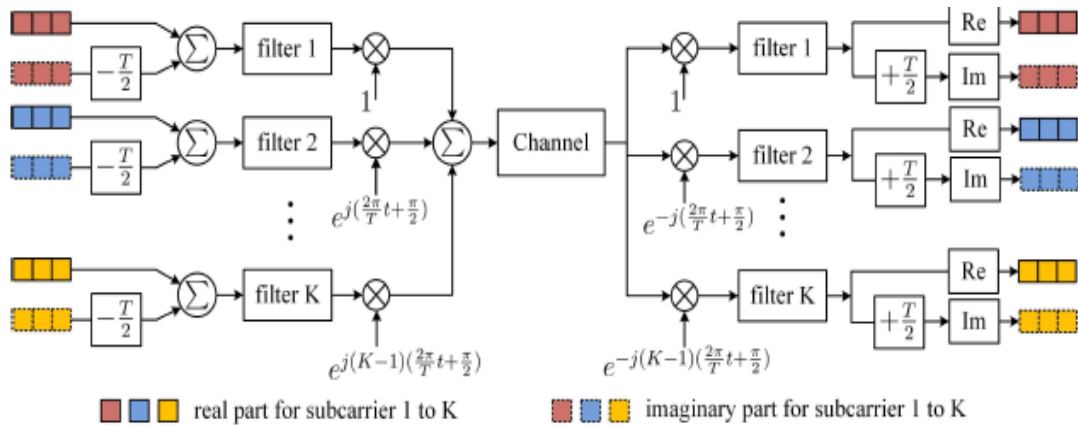 Σ filter 1 1 filter 1 Re
−T/2 +T/2 Im
Σ filter 2 Σ Channel filter 2 Re
−T/2 +T/2 Im
e^{j(2π/T t+π/2)} e^{−j(2π/T t+π/2)}
Σ filter K filter K Re
−T/2 +T/2 Im
e^{j(K−1)(2π/T t+π/2)} e^{−j(K−1)(2π/T t+π/2)}
1
real part for subcarrier 1 to K
imaginary part for subcarrier 1 to K